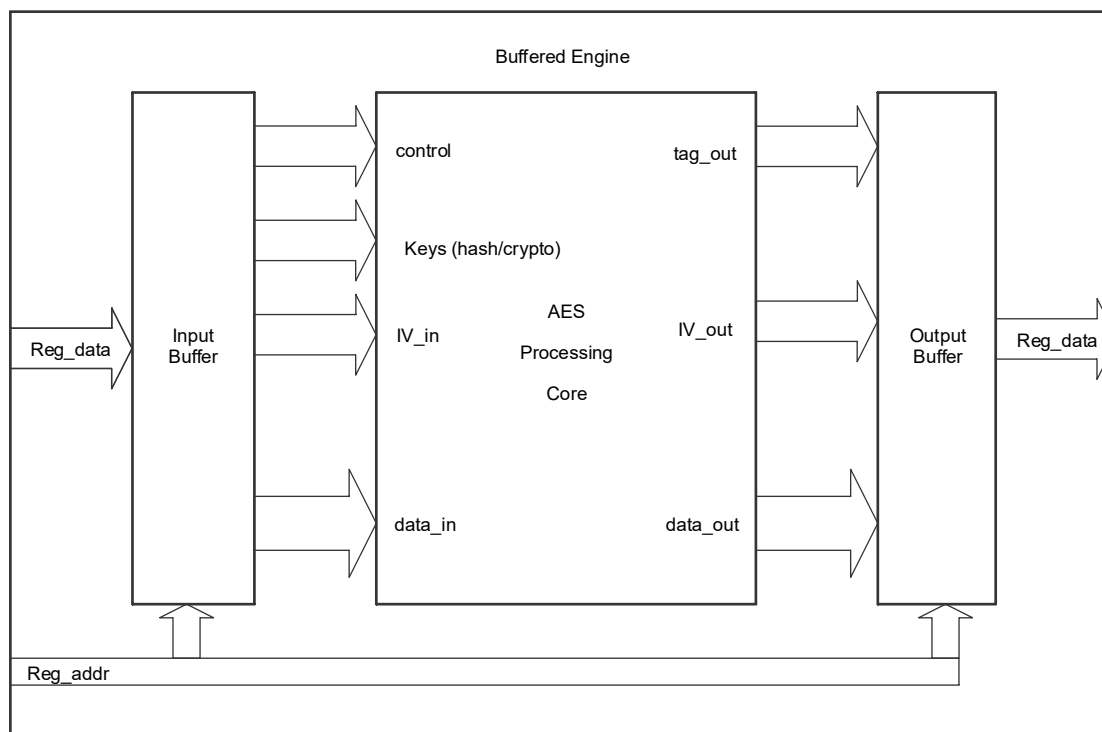 Buffered Engine
control
tag_out
Keys (hash/crypto)
Input
Buffer
Reg_data
IV_in
AES
Processing
Core
IV_out
Output
Buffer
Reg_data
data_in
data_out
Reg_addr